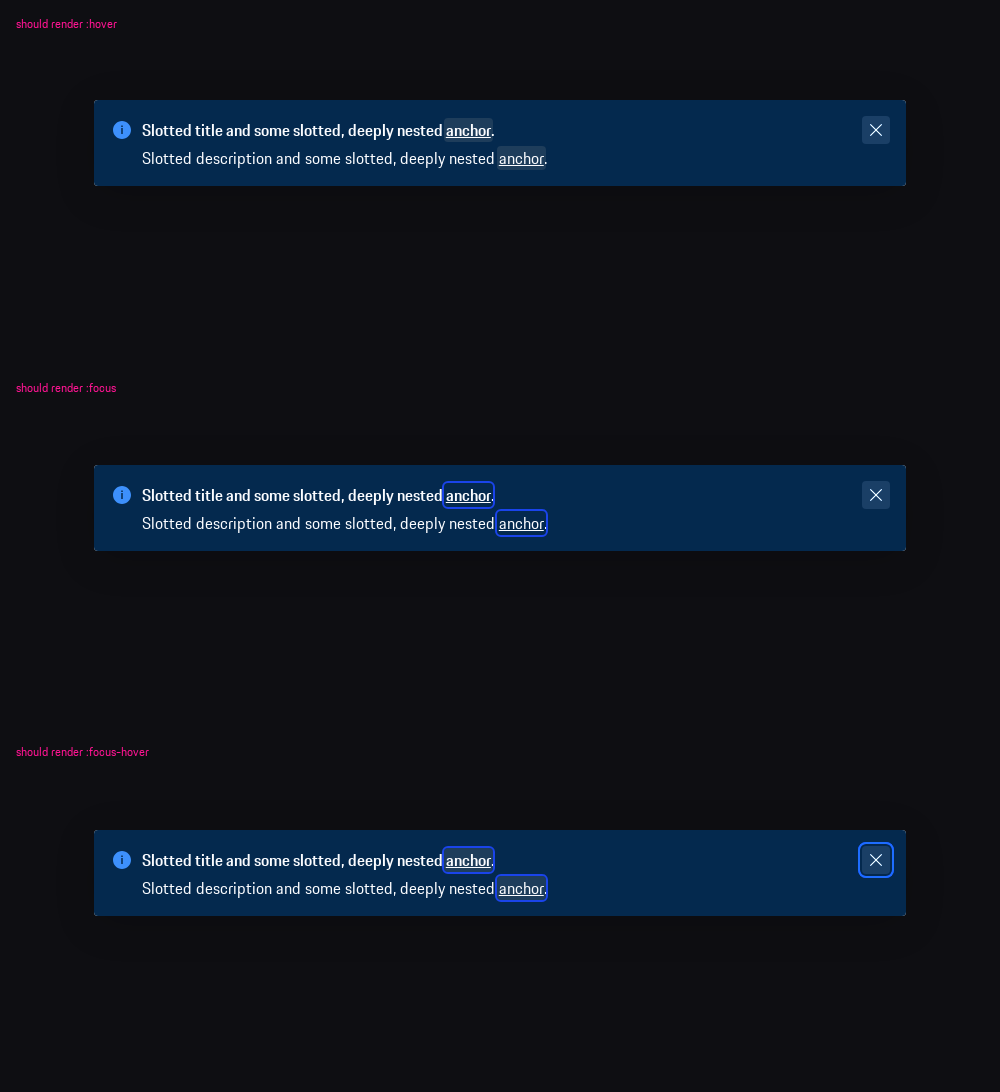 should render :hover
Slotted title and some slotted, deeply nested anchor.
Slotted description and some slotted, deeply nested anchor.
should render :focus
Slotted title and some slotted, deeply nested anchor.
Slotted description and some slotted, deeply nested anchor.
should render :focus-hover
Slotted title and some slotted, deeply nested anchor.
Slotted description and some slotted, deeply nested anchor.